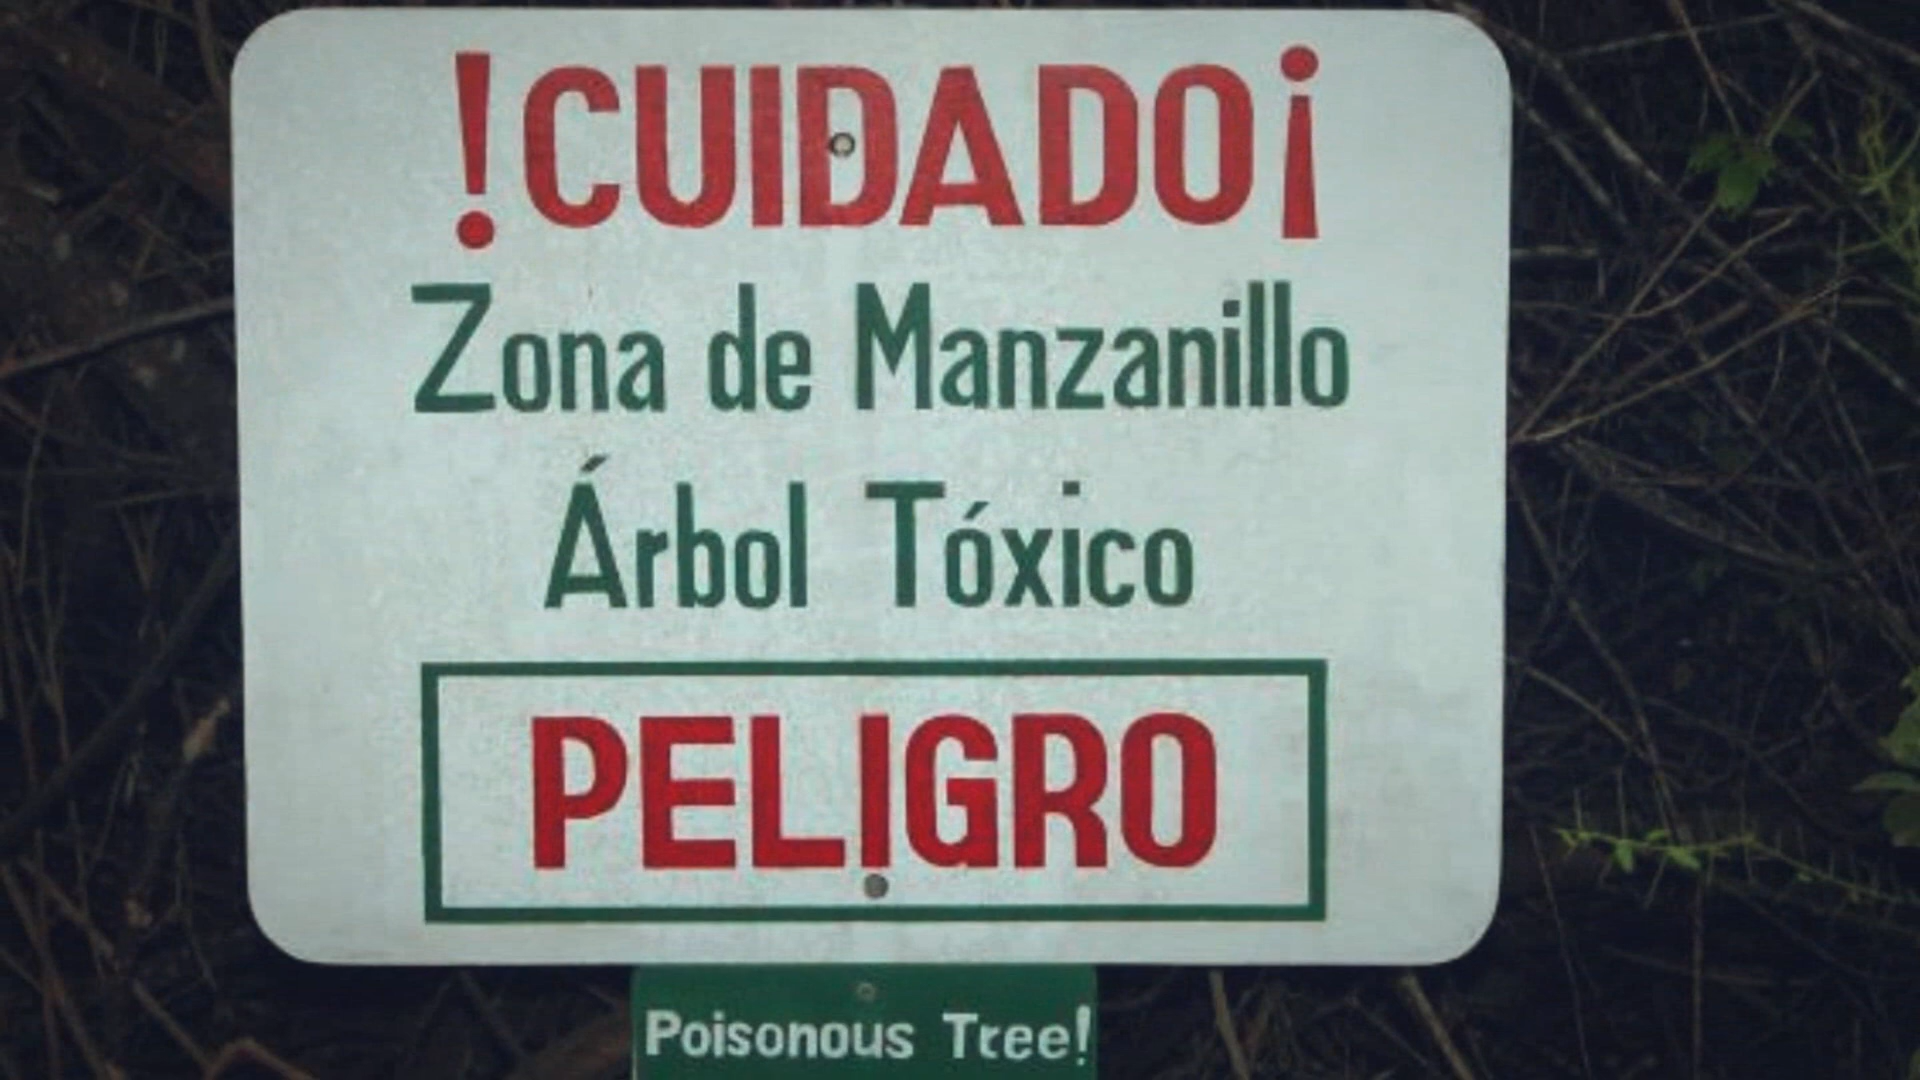 !CUIDADO¡
Zona de Manzanillo
Árbol Tóxico
PELIGRO
Poisonous Tree!